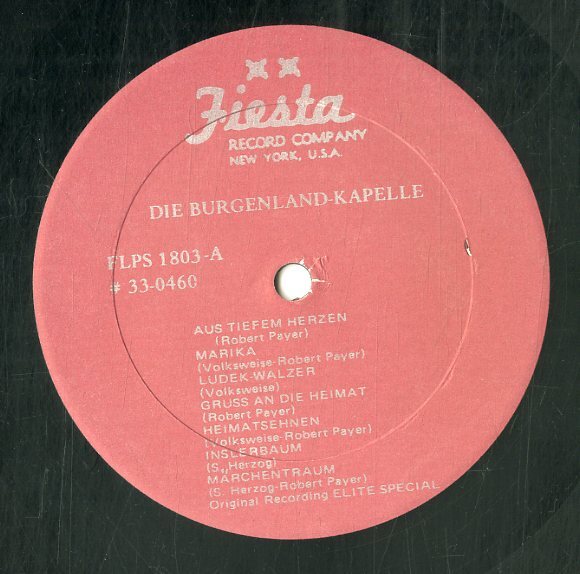 Fiesta
RECORD COMPANY
NEW YORK, U.S.A.
DIE BURGENLAND-KAPELLE
FLPS 1803-A
# 33-0460
AUS TIEFEM HERZEN
(Robert Payer)
MARIKA
(Volksweise-Robert Payer)
LUDEK-WALZER
(Volksweise)
GRUSS AN DIE HEIMAT
(Robert Payer)
HEIMATSEHNEN
(Volksweise-Robert Payer)
INSLERBAUM
(S. Herzog)
MÄRCHENTRAUM
(S. Herzog-Robert Payer)
Original Recording ELITE SPECIAL